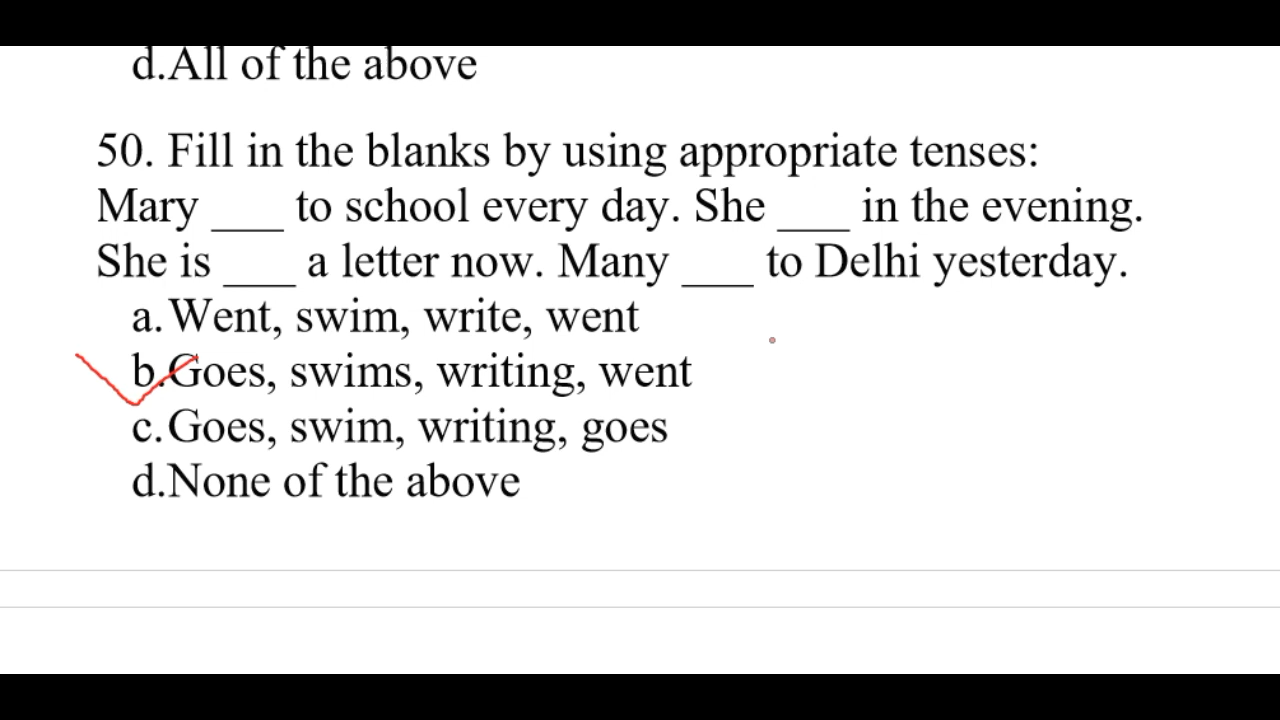 d.All of the above
50. Fill in the blanks by using appropriate tenses:
Mary ___ to school every day. She ___ in the evening.
She is ___ a letter now. Many ___ to Delhi yesterday.
a. Went, swim, write, went
b.Goes, swims, writing, went
c. Goes, swim, writing, goes
d.None of the above